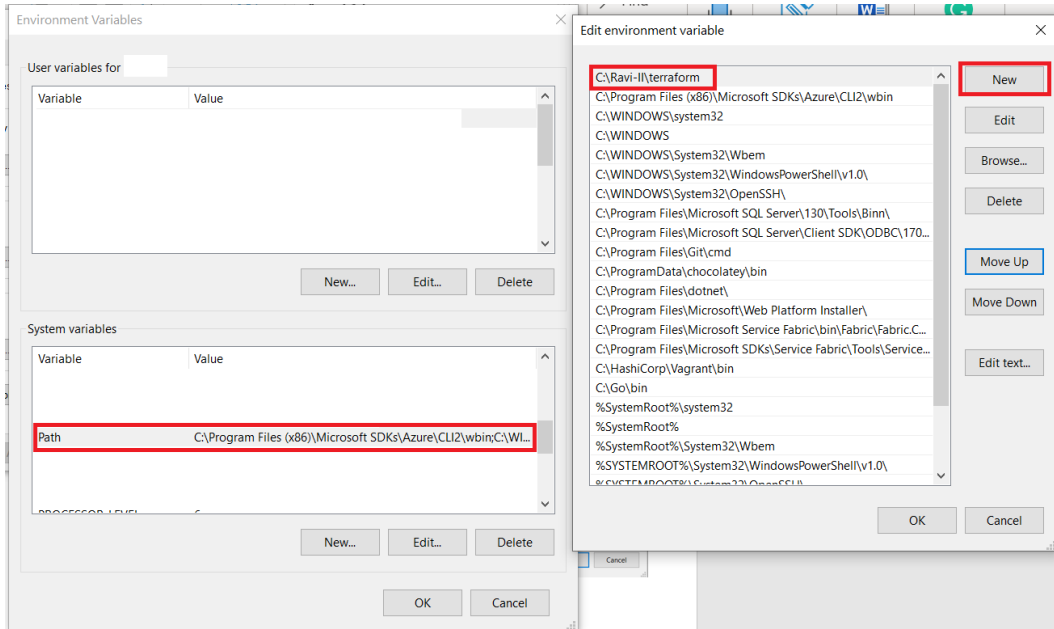 Environment Variables
User variables for
Variable Value
New... Edit... Delete
System variables
Variable Value
Path C:\Program Files (x86)\Microsoft SDKs\Azure\CLI2\wbin;C:\WI...
New... Edit... Delete
OK Cancel
Edit environment variable
C:\Ravi-II\terraform
C:\Program Files (x86)\Microsoft SDKs\Azure\CLI2\wbin
C:\WINDOWS\system32
C:\WINDOWS
C:\WINDOWS\System32\Wbem
C:\WINDOWS\System32\WindowsPowerShell\v1.0\
C:\WINDOWS\System32\OpenSSH\
C:\Program Files\Microsoft SQL Server\130\Tools\Binn\
C:\Program Files\Microsoft SQL Server\Client SDK\ODBC\170...
C:\Program Files\Git\cmd
C:\ProgramData\chocolatey\bin
C:\Program Files\dotnet\
C:\Program Files\Microsoft\Web Platform Installer\
C:\Program Files\Microsoft Service Fabric\bin\Fabric\Fabric.C...
C:\Program Files\Microsoft SDKs\Service Fabric\Tools\Service...
C:\HashiCorp\Vagrant\bin
C:\Go\bin
%SystemRoot%\system32
%SystemRoot%
%SystemRoot%\System32\Wbem
%SYSTEMROOT%\System32\WindowsPowerShell\v1.0\
%SYSTEMROOT%\System32\OpenSSH\
New
Edit
Browse...
Delete
Move Up
Move Down
Edit text...
OK Cancel
Cancel